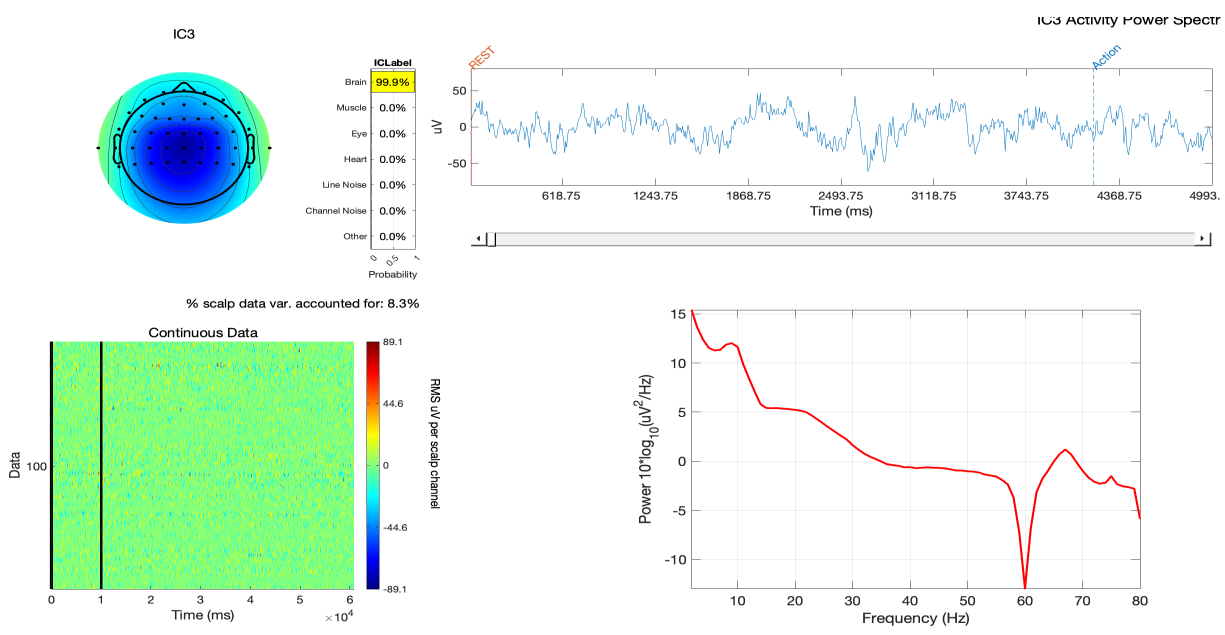 IC3
IC3 Activity Power Spectr
ICLabel
Brain 99.9%
Muscle 0.0%
Eye 0.0%
Heart 0.0%
Line Noise 0.0%
Channel Noise 0.0%
Other 0.0%
0 0.5 1
Probability
REST
Action
50
0
-50
uV
618.75 1243.75 1868.75 2493.75 3118.75 3743.75 4368.75 4993.
Time (ms)
% scalp data var. accounted for: 8.3%
Continuous Data
Data
100
0 1 2 3 4 5 6
Time (ms)
×10^4
89.1
44.6
0
-44.6
-89.1
RMS uV per scalp channel
15
10
5
0
-5
-10
Power 10*log10(uV^2/Hz)
10 20 30 40 50 60 70 80
Frequency (Hz)